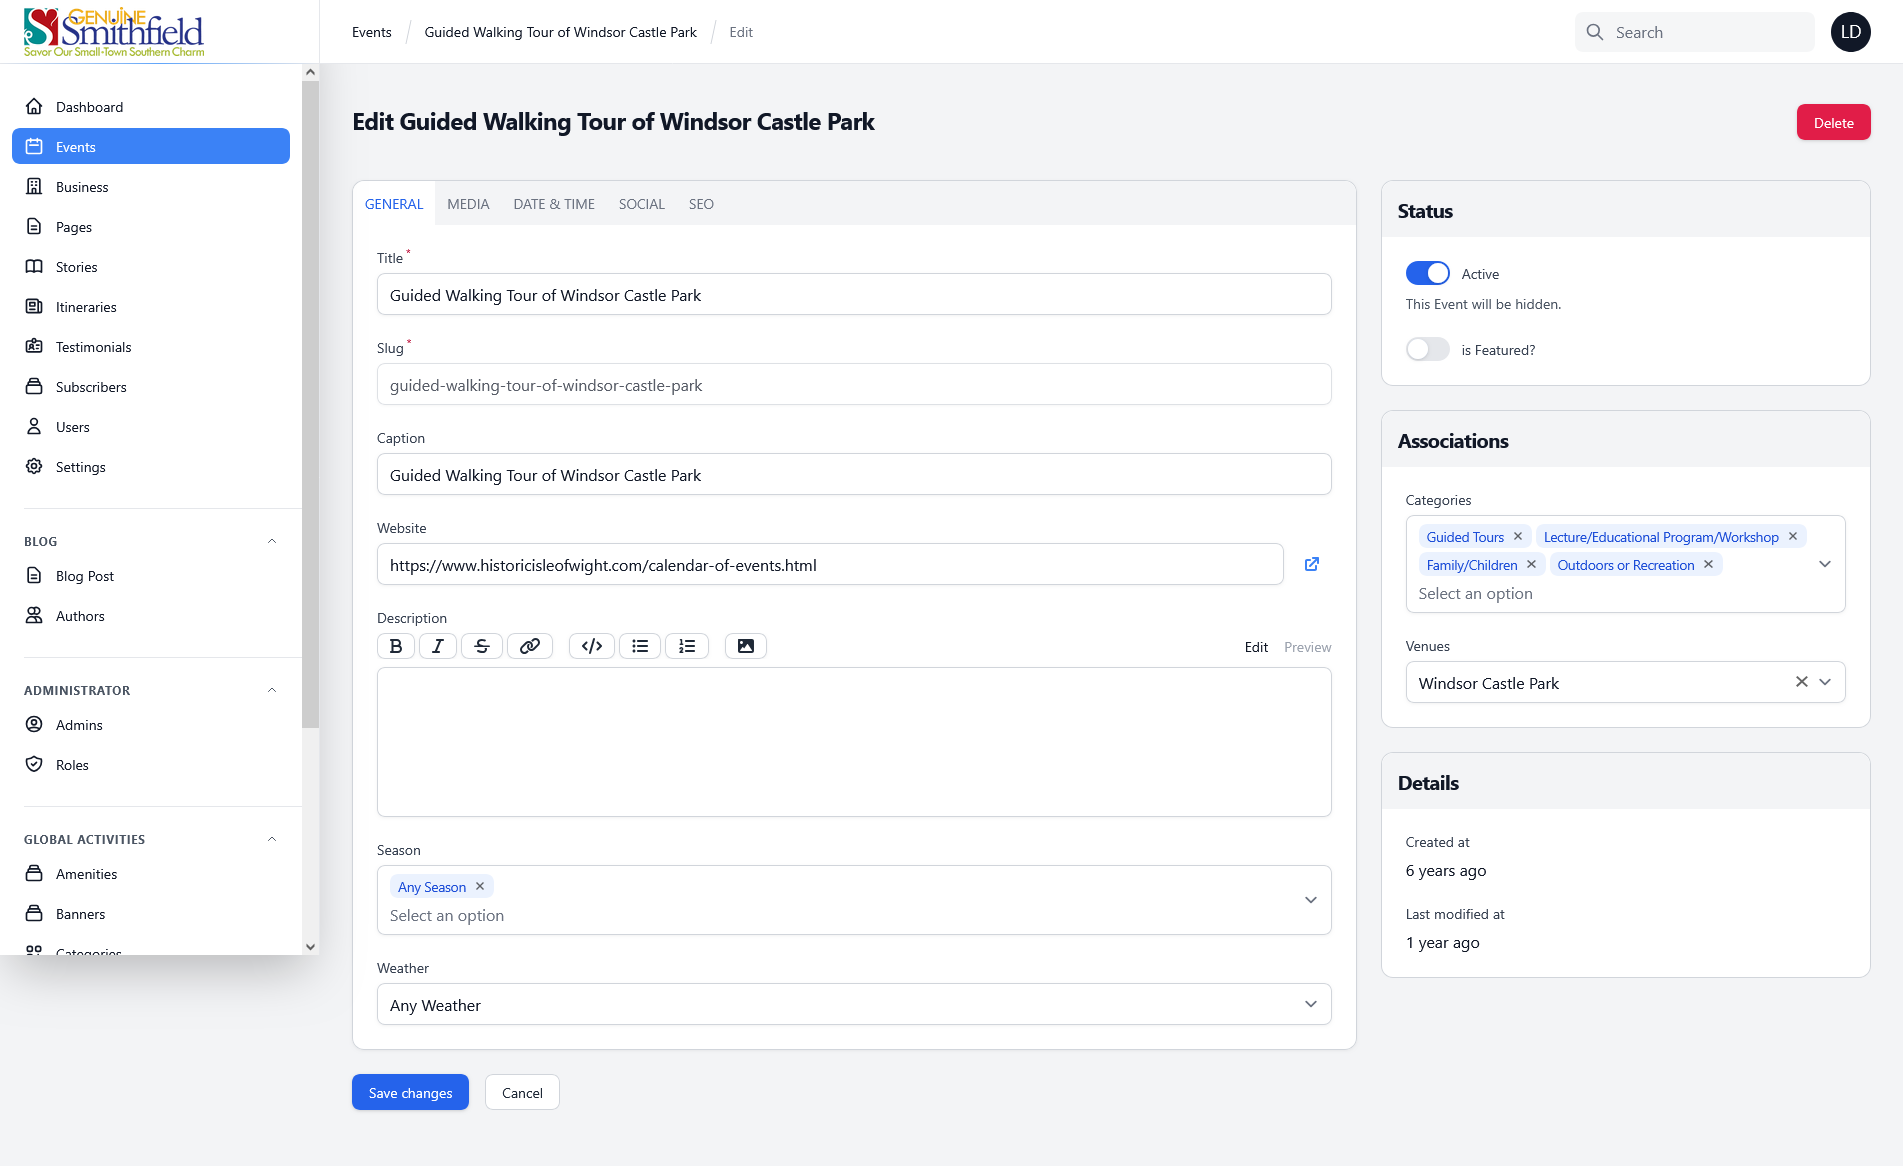 GENUINE
Smithfield
Savor Our Small-Town Southern Charm
Events / Guided Walking Tour of Windsor Castle Park / Edit
Search
LD
Dashboard
Events
Business
Pages
Stories
Itineraries
Testimonials
Subscribers
Users
Settings
BLOG
Blog Post
Authors
ADMINISTRATOR
Admins
Roles
GLOBAL ACTIVITIES
Amenities
Banners
Categories
Edit Guided Walking Tour of Windsor Castle Park
Delete
GENERAL MEDIA DATE & TIME SOCIAL SEO
Title*
Guided Walking Tour of Windsor Castle Park
Slug*
guided-walking-tour-of-windsor-castle-park
Caption
Guided Walking Tour of Windsor Castle Park
Website
https://www.historicisleofwight.com/calendar-of-events.html
Description
Edit Preview
Season
Any Season
Select an option
Weather
Any Weather
Save changes
Cancel
Status
Active
This Event will be hidden.
is Featured?
Associations
Categories
Guided Tours Lecture/Educational Program/Workshop
Family/Children Outdoors or Recreation
Select an option
Venues
Windsor Castle Park
Details
Created at
6 years ago
Last modified at
1 year ago